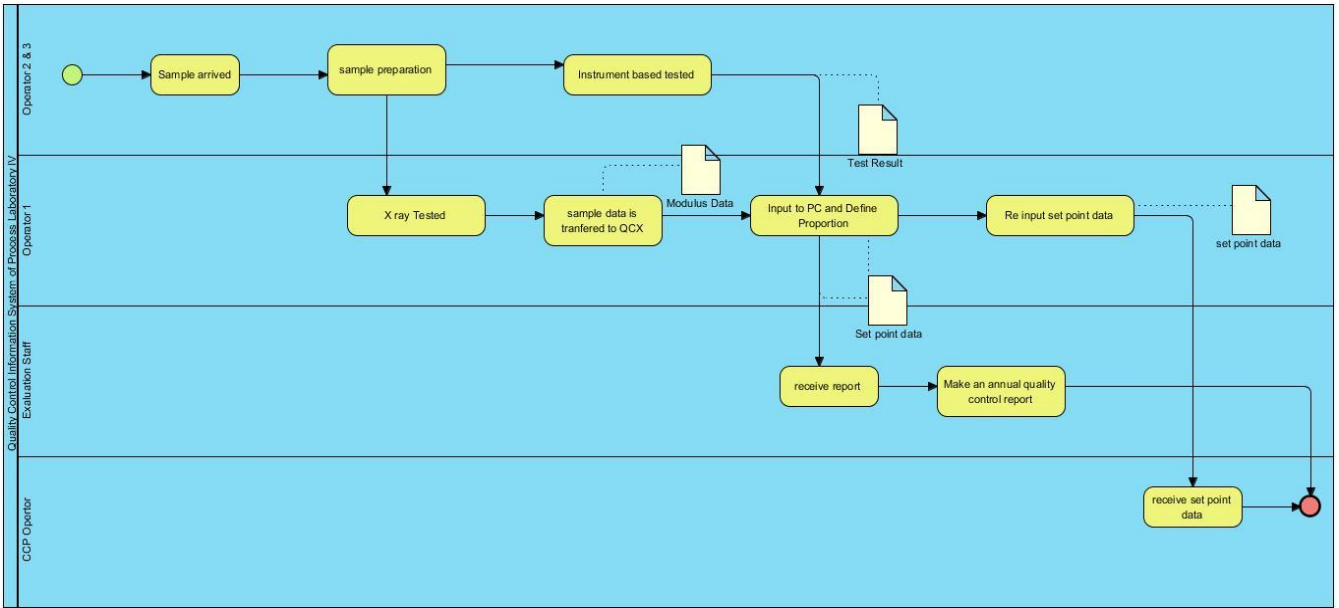 Quality Control Information System of Process Laboratory IV
Operator 2 & 3
Sample arrived
sample preparation
Instrument based tested
Test Result
Operator 1
X ray Tested
sample data is
tranfered to QCX
Modulus Data
Input to PC and Define
Proportion
Re input set point data
set point data
Set point data
Exaluation Staff
receive report
Make an annual quality
control report
CCP Opertor
receive set point
data